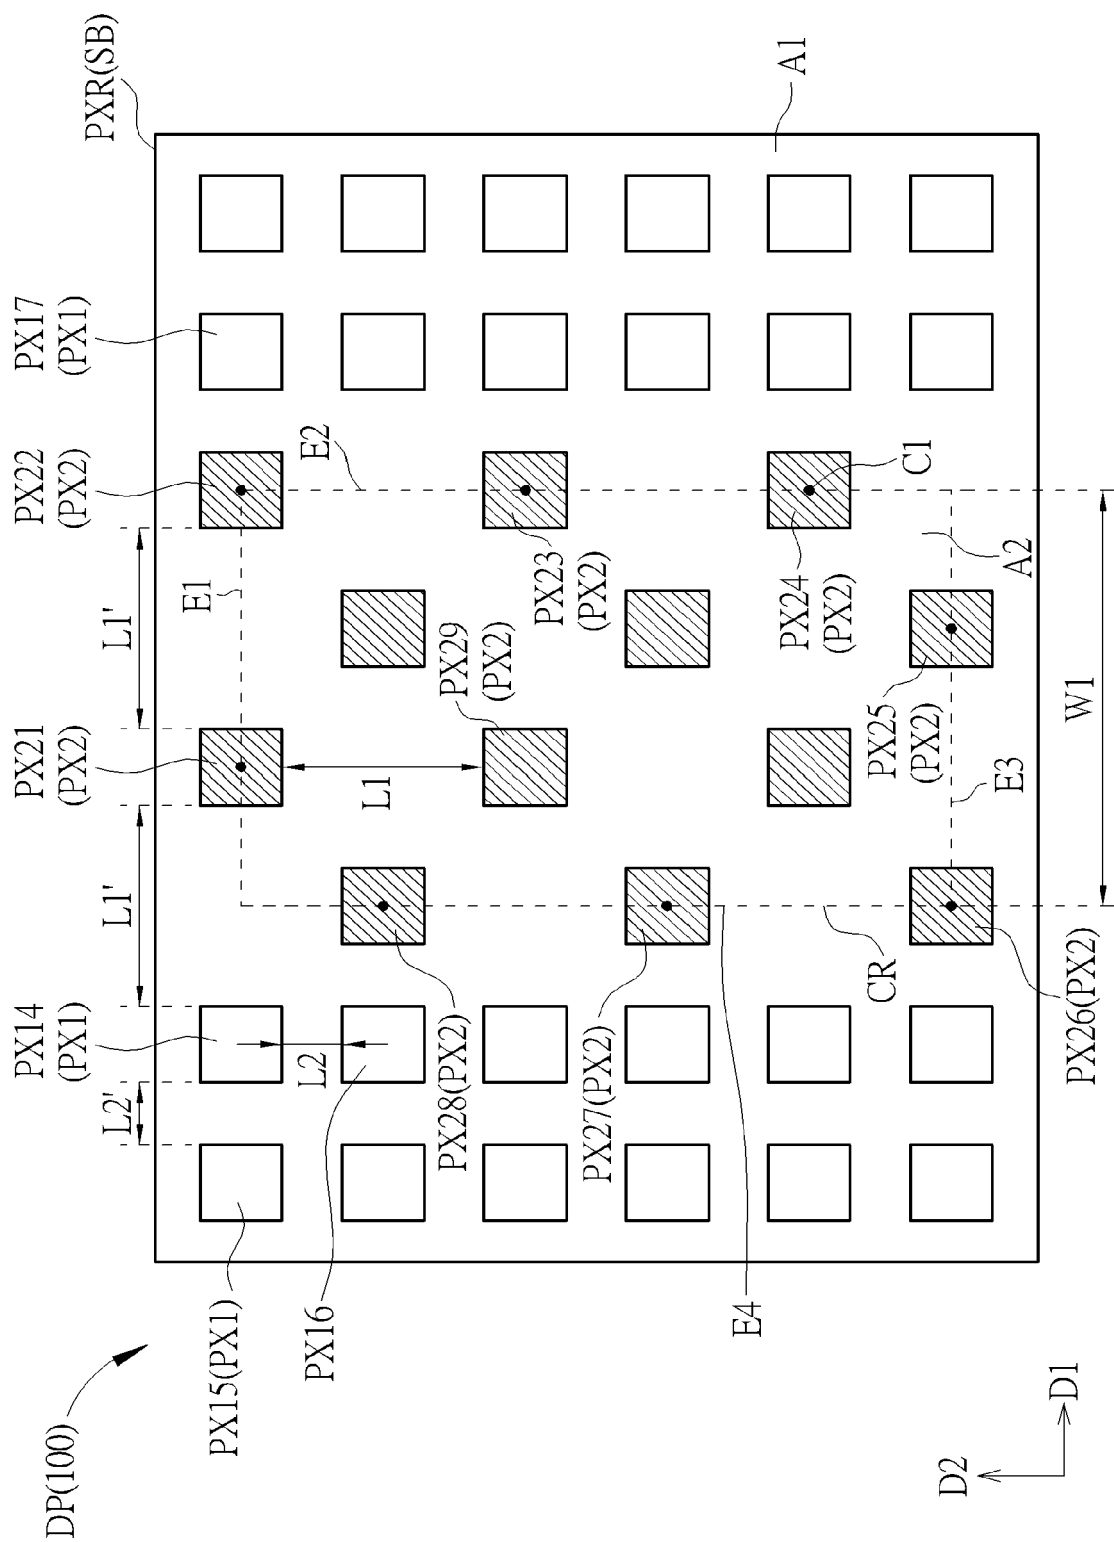 DP(100)
PX15(PX1)
PX16
L2'
PX14
(PX1)
L1'
PX21
(PX2)
L1'
PX22
(PX2)
PX17
(PX1)
PXR(SB)
E1
E2
L2
L1
PX28(PX2)
PX29
(PX2)
PX23
(PX2)
PX27(PX2)
E4
PX24
(PX2)
A1
CR
PX25
(PX2)
C1
E3
A2
PX26(PX2)
W1
D2
D1